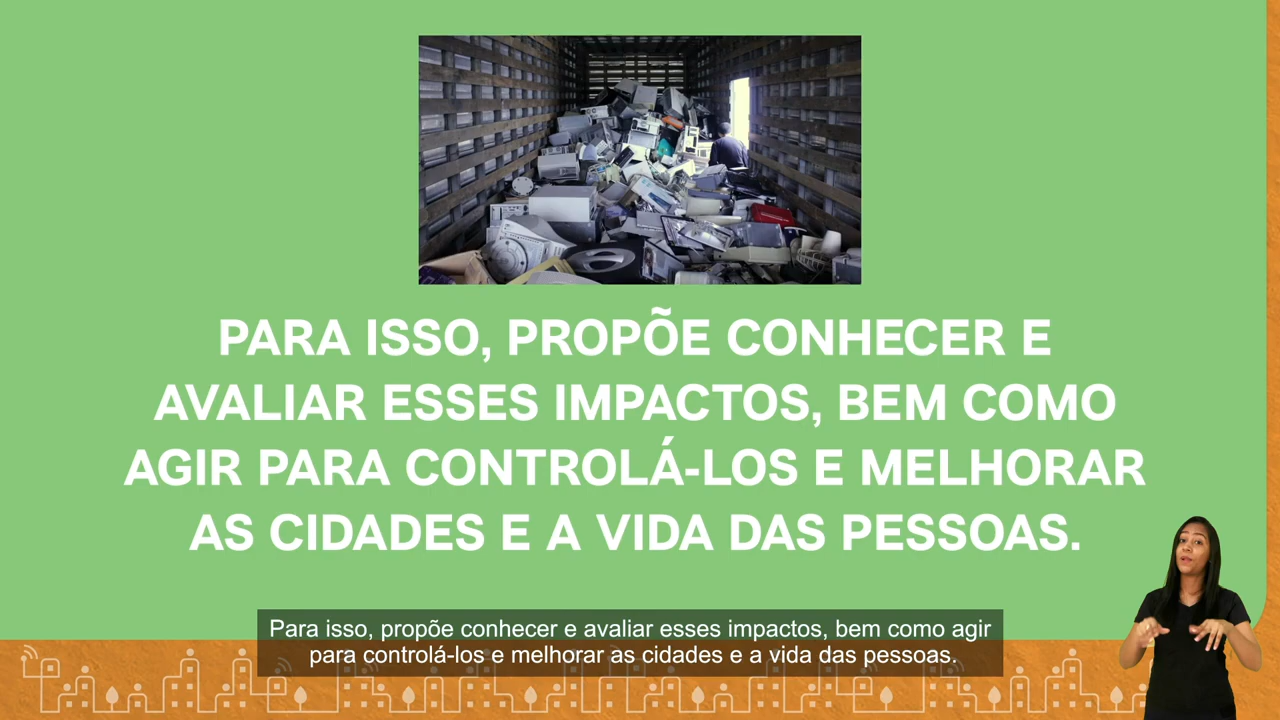 PARA ISSO, PROPÕE CONHECER E
AVALIAR ESSES IMPACTOS, BEM COMO
AGIR PARA CONTROLÁ-LOS E MELHORAR
AS CIDADES E A VIDA DAS PESSOAS.
Para isso, propõe conhecer e avaliar esses impactos, bem como agir
para controlá-los e melhorar as cidades e a vida das pessoas.